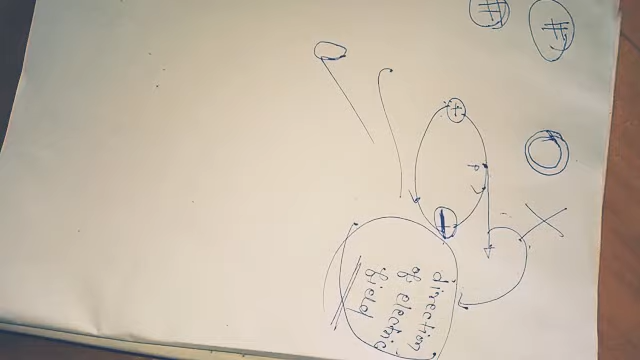 #
#
+
P
-
X
direction
of electric
field